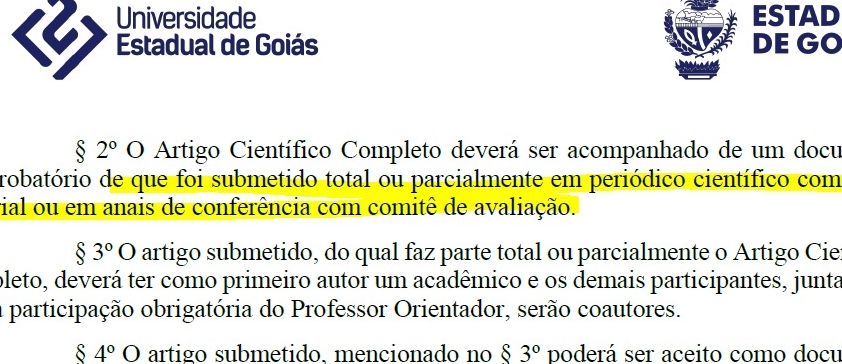 Universidade
Estadual de Goiás
ESTAD
DE GO
§ 2º O Artigo Científico Completo deverá ser acompanhado de um docu
robatório de que foi submetido total ou parcialmente em periódico científico com
rial ou em anais de conferência com comitê de avaliação.
§ 3º O artigo submetido, do qual faz parte total ou parcialmente o Artigo Cie
pleto, deverá ter como primeiro autor um acadêmico e os demais participantes, junta
a participação obrigatória do Professor Orientador, serão coautores.
§ 4º O artigo submetido, mencionado no § 3º poderá ser aceito como docu